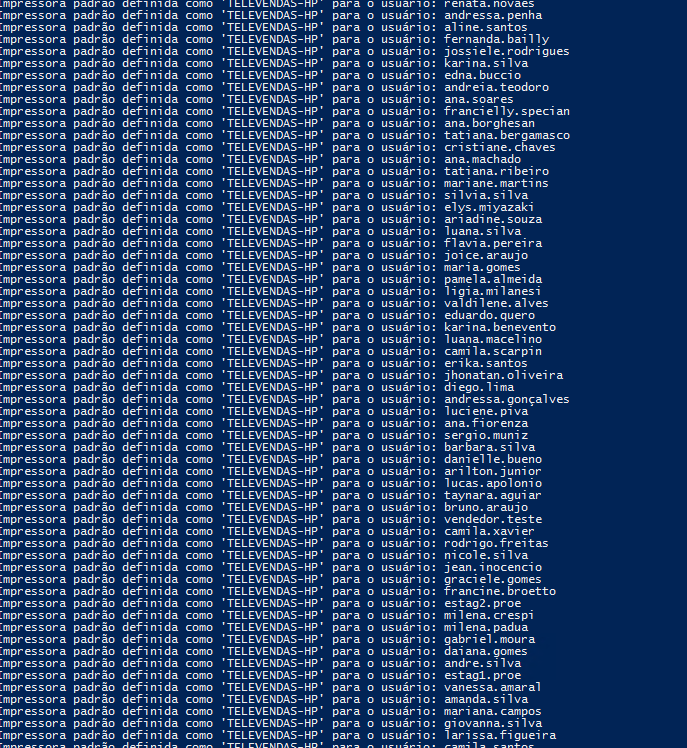 Impressora padrão definida como 'TELEVENDAS-HP' para o usuário: renata.novaes
Impressora padrão definida como 'TELEVENDAS-HP' para o usuário: andressa.penha
Impressora padrão definida como 'TELEVENDAS-HP' para o usuário: aline.santos
Impressora padrão definida como 'TELEVENDAS-HP' para o usuário: fernanda.bailly
Impressora padrão definida como 'TELEVENDAS-HP' para o usuário: jossiele.rodrigues
Impressora padrão definida como 'TELEVENDAS-HP' para o usuário: karina.silva
Impressora padrão definida como 'TELEVENDAS-HP' para o usuário: edna.buccio
Impressora padrão definida como 'TELEVENDAS-HP' para o usuário: andreia.teodoro
Impressora padrão definida como 'TELEVENDAS-HP' para o usuário: ana.soares
Impressora padrão definida como 'TELEVENDAS-HP' para o usuário: francielly.specian
Impressora padrão definida como 'TELEVENDAS-HP' para o usuário: ana.borghesan
Impressora padrão definida como 'TELEVENDAS-HP' para o usuário: tatiana.bergamasco
Impressora padrão definida como 'TELEVENDAS-HP' para o usuário: cristiane.chaves
Impressora padrão definida como 'TELEVENDAS-HP' para o usuário: ana.machado
Impressora padrão definida como 'TELEVENDAS-HP' para o usuário: tatiana.ribeiro
Impressora padrão definida como 'TELEVENDAS-HP' para o usuário: mariane.martins
Impressora padrão definida como 'TELEVENDAS-HP' para o usuário: silvia.silva
Impressora padrão definida como 'TELEVENDAS-HP' para o usuário: elys.miyazaki
Impressora padrão definida como 'TELEVENDAS-HP' para o usuário: ariadine.souza
Impressora padrão definida como 'TELEVENDAS-HP' para o usuário: luana.silva
Impressora padrão definida como 'TELEVENDAS-HP' para o usuário: flavia.pereira
Impressora padrão definida como 'TELEVENDAS-HP' para o usuário: joice.araujo
Impressora padrão definida como 'TELEVENDAS-HP' para o usuário: maria.gomes
Impressora padrão definida como 'TELEVENDAS-HP' para o usuário: pamela.almeida
Impressora padrão definida como 'TELEVENDAS-HP' para o usuário: ligia.milanesi
Impressora padrão definida como 'TELEVENDAS-HP' para o usuário: valdilene.alves
Impressora padrão definida como 'TELEVENDAS-HP' para o usuário: eduardo.quero
Impressora padrão definida como 'TELEVENDAS-HP' para o usuário: karina.benevento
Impressora padrão definida como 'TELEVENDAS-HP' para o usuário: luana.macelino
Impressora padrão definida como 'TELEVENDAS-HP' para o usuário: camila.scarpin
Impressora padrão definida como 'TELEVENDAS-HP' para o usuário: erika.santos
Impressora padrão definida como 'TELEVENDAS-HP' para o usuário: jhonatan.oliveira
Impressora padrão definida como 'TELEVENDAS-HP' para o usuário: diego.lima
Impressora padrão definida como 'TELEVENDAS-HP' para o usuário: andressa.gonçalves
Impressora padrão definida como 'TELEVENDAS-HP' para o usuário: luciene.piva
Impressora padrão definida como 'TELEVENDAS-HP' para o usuário: ana.fiorenza
Impressora padrão definida como 'TELEVENDAS-HP' para o usuário: sergio.muniz
Impressora padrão definida como 'TELEVENDAS-HP' para o usuário: barbara.silva
Impressora padrão definida como 'TELEVENDAS-HP' para o usuário: danielle.bueno
Impressora padrão definida como 'TELEVENDAS-HP' para o usuário: arilton.junior
Impressora padrão definida como 'TELEVENDAS-HP' para o usuário: lucas.apolonio
Impressora padrão definida como 'TELEVENDAS-HP' para o usuário: taynara.aguiar
Impressora padrão definida como 'TELEVENDAS-HP' para o usuário: bruno.araujo
Impressora padrão definida como 'TELEVENDAS-HP' para o usuário: vendedor.teste
Impressora padrão definida como 'TELEVENDAS-HP' para o usuário: camila.xavier
Impressora padrão definida como 'TELEVENDAS-HP' para o usuário: rodrigo.freitas
Impressora padrão definida como 'TELEVENDAS-HP' para o usuário: nicole.silva
Impressora padrão definida como 'TELEVENDAS-HP' para o usuário: jean.inocencio
Impressora padrão definida como 'TELEVENDAS-HP' para o usuário: graciele.gomes
Impressora padrão definida como 'TELEVENDAS-HP' para o usuário: francine.broetto
Impressora padrão definida como 'TELEVENDAS-HP' para o usuário: estag2.proe
Impressora padrão definida como 'TELEVENDAS-HP' para o usuário: milena.crespi
Impressora padrão definida como 'TELEVENDAS-HP' para o usuário: milena.padua
Impressora padrão definida como 'TELEVENDAS-HP' para o usuário: gabriel.moura
Impressora padrão definida como 'TELEVENDAS-HP' para o usuário: daiana.gomes
Impressora padrão definida como 'TELEVENDAS-HP' para o usuário: andre.silva
Impressora padrão definida como 'TELEVENDAS-HP' para o usuário: estag1.proe
Impressora padrão definida como 'TELEVENDAS-HP' para o usuário: vanessa.amaral
Impressora padrão definida como 'TELEVENDAS-HP' para o usuário: amanda.silva
Impressora padrão definida como 'TELEVENDAS-HP' para o usuário: mariana.campos
Impressora padrão definida como 'TELEVENDAS-HP' para o usuário: giovanna.silva
Impressora padrão definida como 'TELEVENDAS-HP' para o usuário: larissa.figueira
Impressora padrão definida como 'TELEVENDAS-HP' para o usuário: camila.santos